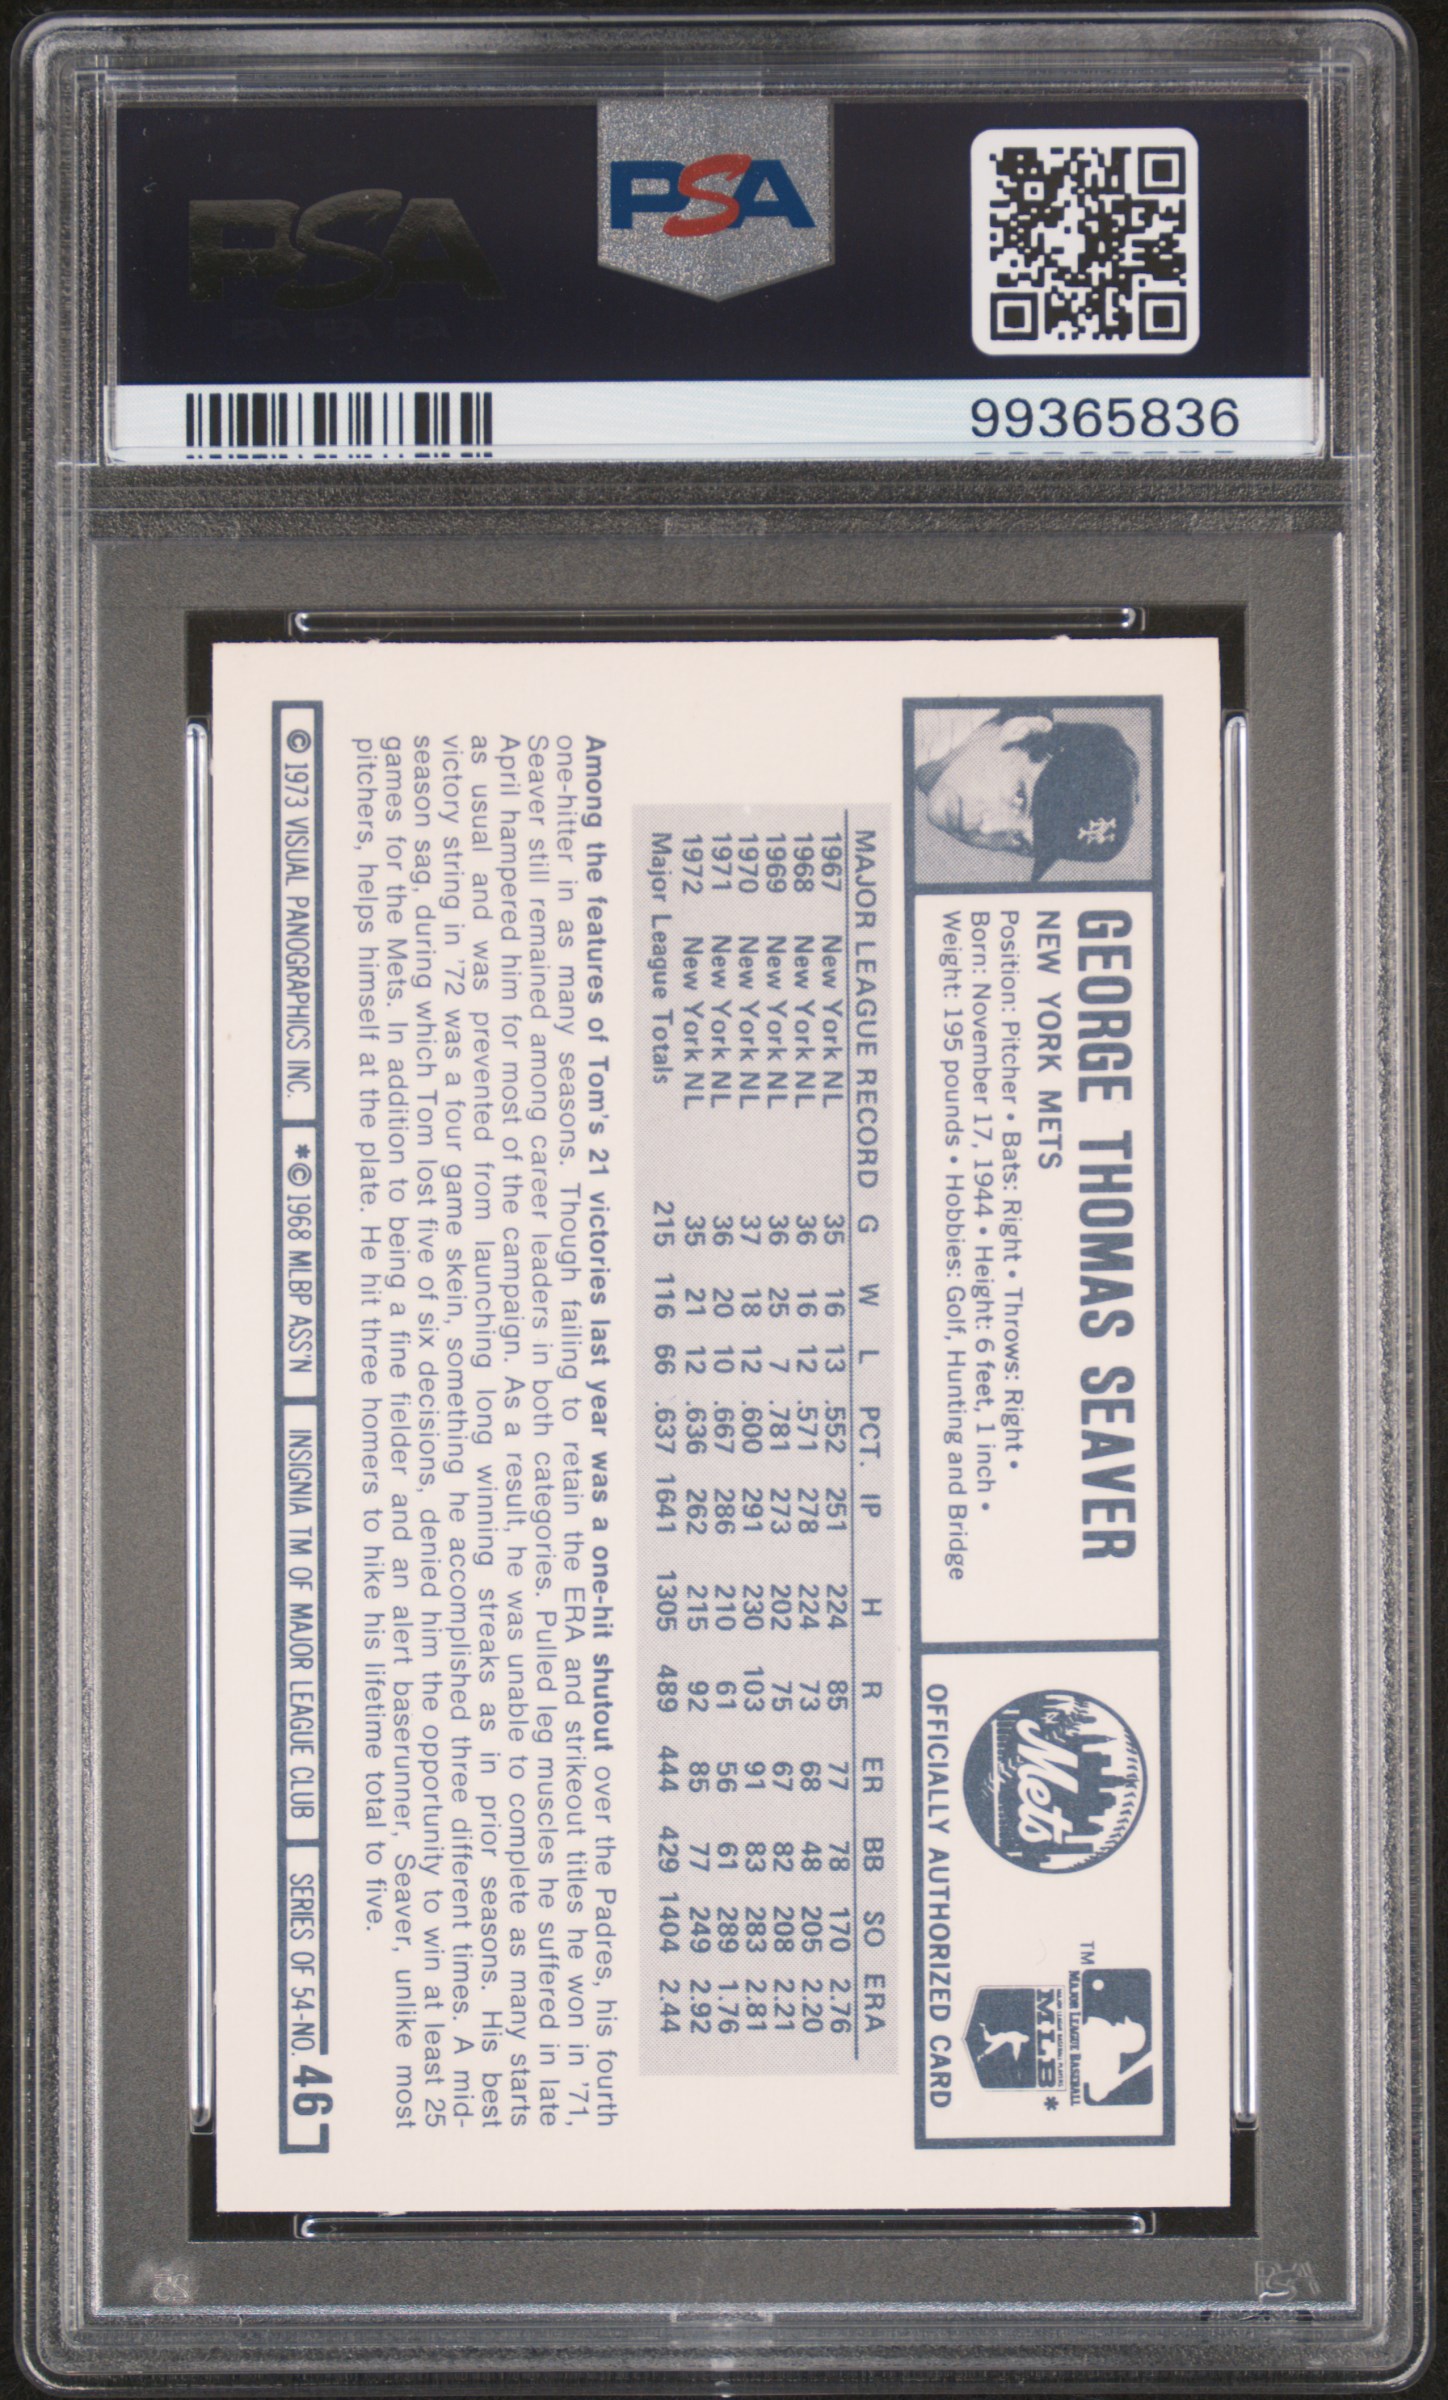 PSA
PSA
99365836
GEORGE THOMAS SEAVER
NEW YORK METS
Position: Pitcher • Bats: Right • Throws: Right •
Born: November 17, 1944 • Height: 6 feet, 1 inch •
Weight: 195 pounds • Hobbies: Golf, Hunting and Bridge
NY
Mets
TM
MAJOR LEAGUE BASEBALL
MAJOR LEAGUE BASEBALL PLAYERS
MLB *
OFFICIALLY AUTHORIZED CARD
MAJOR LEAGUE RECORD G W L PCT. IP H R ER BB SO ERA
1967 New York NL 35 16 13 .552 251 224 85 77 78 170 2.76
1968 New York NL 36 16 12 .571 278 224 73 68 48 205 2.20
1969 New York NL 36 25 7 .781 273 202 75 67 82 208 2.21
1970 New York NL 37 18 12 .600 291 230 103 91 83 283 2.81
1971 New York NL 36 20 10 .667 286 210 61 56 61 289 1.76
1972 New York NL 35 21 12 .636 262 215 92 85 77 249 2.92
Major League Totals 215 116 66 .637 1641 1305 489 444 429 1404 2.44
Among the features of Tom's 21 victories last year was a one-hit shutout over the Padres, his fourth
one-hitter in as many seasons. Though failing to retain the ERA and strikeout titles he won in '71,
Seaver still remained among career leaders in both categories. Pulled leg muscles he suffered in late
April hampered him for most of the campaign. As a result, he was unable to complete as many starts
as usual and was prevented from launching long winning streaks as in prior seasons. His best
victory string in '72 was a four game skein, something he accomplished three different times. A mid-
season sag, during which Tom lost five of six decisions, denied him the opportunity to win at least 25
games for the Mets. In addition to being a fine fielder and an alert baserunner, Seaver, unlike most
pitchers, helps himself at the plate. He hit three homers to hike his lifetime total to five.
© 1973 VISUAL PANOGRAPHICS INC. *© 1968 MLBP ASS'N INSIGNIA TM OF MAJOR LEAGUE CLUB SERIES OF 54-NO. 46
PSA